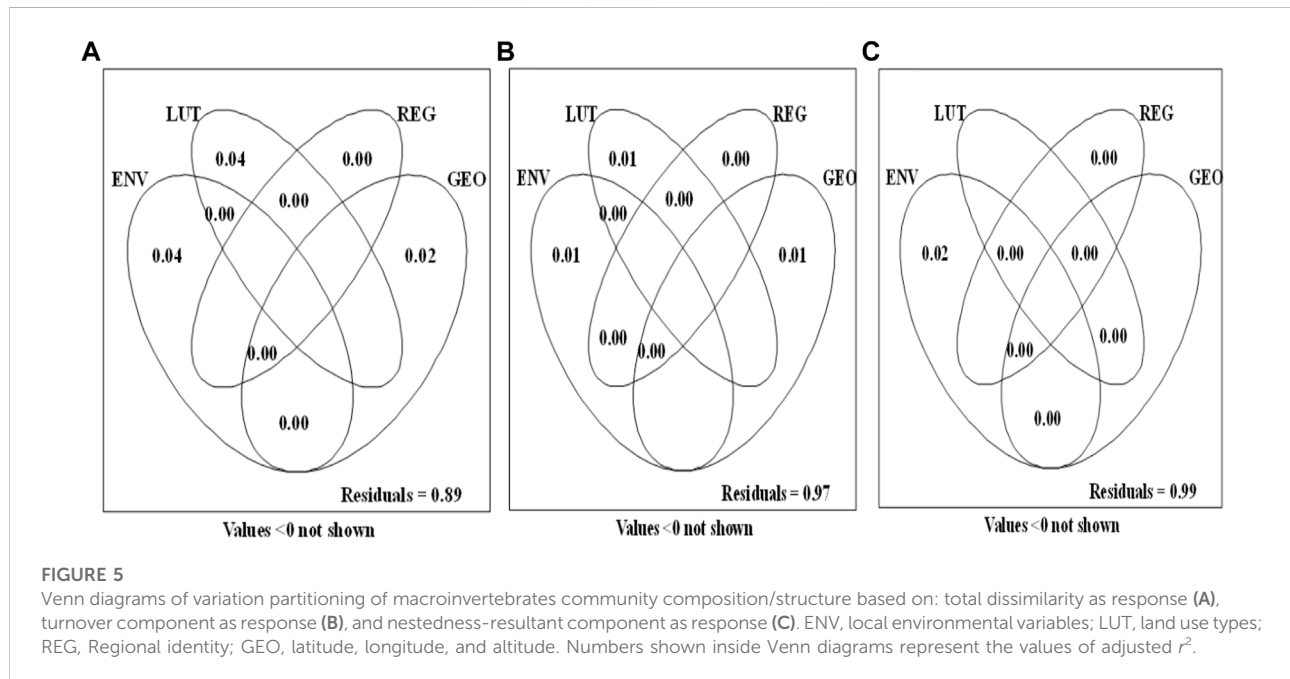 A
LUT
REG
ENV
GEO
0.04
0.00
0.00
0.00
0.04
0.02
0.00
0.00
Residuals = 0.89
Values <0 not shown
B
LUT
REG
ENV
GEO
0.01
0.00
0.00
0.00
0.01
0.01
0.00
0.00
Residuals = 0.97
Values <0 not shown
C
LUT
REG
ENV
GEO
0.00
0.02
0.00
0.00
0.00
0.00
0.00
Residuals = 0.99
Values <0 not shown
FIGURE 5
Venn diagrams of variation partitioning of macroinvertebrates community composition/structure based on: total dissimilarity as response (A),
turnover component as response (B), and nestedness-resultant component as response (C). ENV, local environmental variables; LUT, land use types;
REG, Regional identity; GEO, latitude, longitude, and altitude. Numbers shown inside Venn diagrams represent the values of adjusted r².